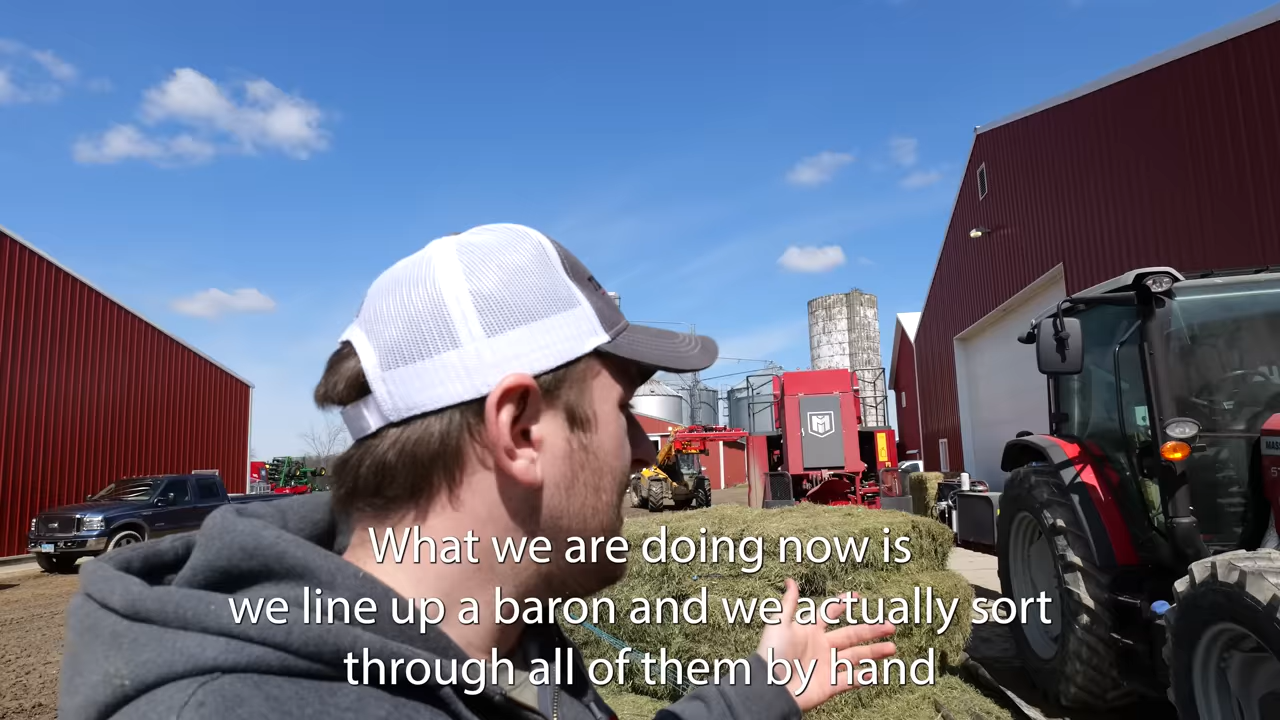 What we are doing now is
we line up a baron and we actually sort
through all of them by hand